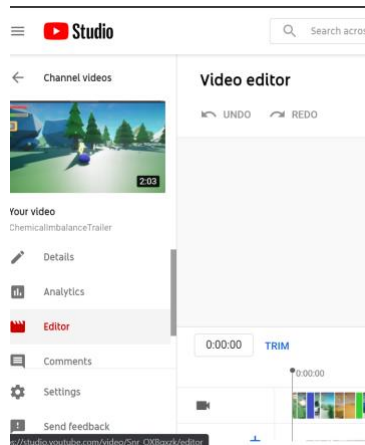 Studio
Search acros
Channel videos
Video editor
UNDO
REDO
2:03
Your video
ChemicalImbalanceTrailer
Details
Analytics
Editor
0:00:00
TRIM
Comments
0:00:00
Settings
Send feedback